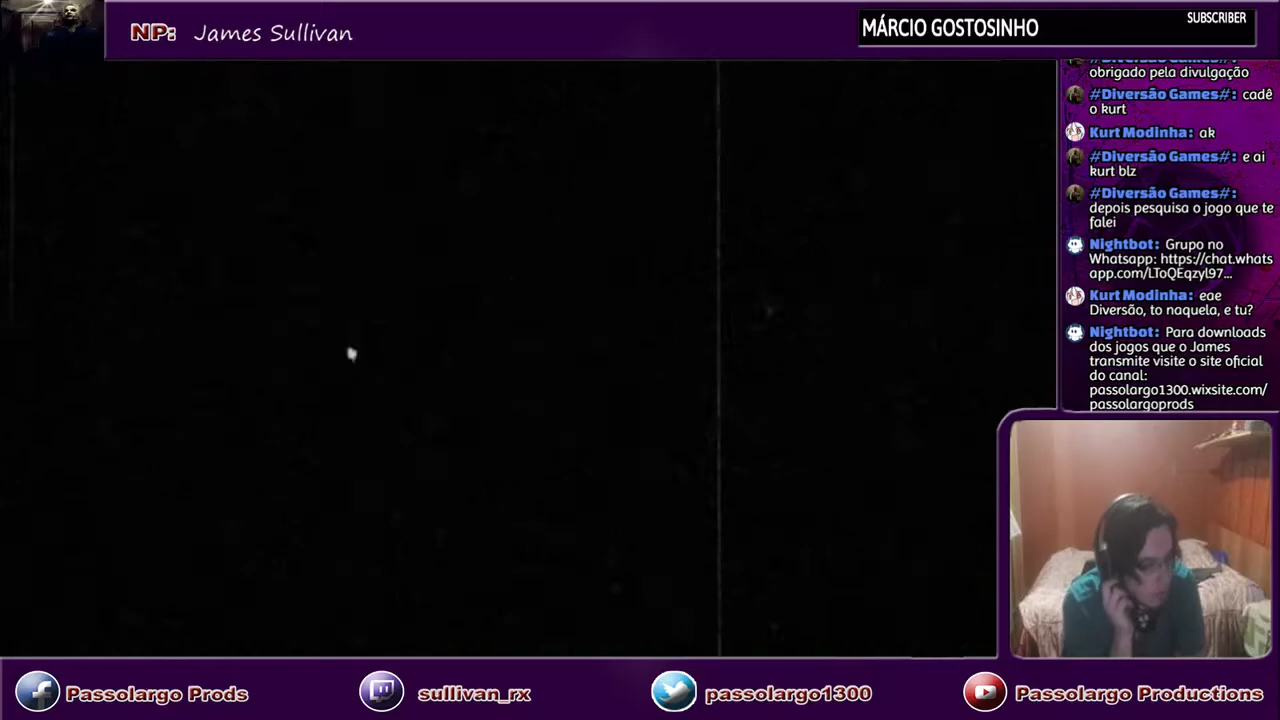 NP: James Sullivan
MÁRCIO GOSTOSINHO
SUBSCRIBER
#Diversão Games#:
obrigado pela divulgação
#Diversão Games#: cadê
o kurt
Kurt Modinha: ak
#Diversão Games#: e ai
kurt blz
#Diversão Games#:
depois pesquisa o jogo que te
falei
Nightbot: Grupo no
Whatsapp: https://chat.whats
app.com/LToQEqzyl97...
Kurt Modinha: eae
Diversão, to naquela, e tu?
Nightbot: Para downloads
dos jogos que o James
transmite visite o site oficial
do canal:
passolargo1300.wixsite.com/
passolargoprods
Passolargo Prods
sullivan_rx
passolargo1300
Passolargo Productions